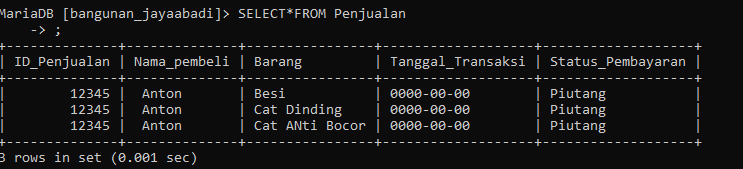 MariaDB [bangunan_jayaabadi]> SELECT*FROM Penjualan
    -> ;
+--------------+--------------+----------------+-------------------+-------------------+
| ID_Penjualan | Nama_pembeli | Barang         | Tanggal_Transaksi | Status_Pembayaran |
+--------------+--------------+----------------+-------------------+-------------------+
|        12345 |  Anton       | Besi           | 0000-00-00        | Piutang           |
|        12345 |  Anton       | Cat Dinding    | 0000-00-00        | Piutang           |
|        12345 |  Anton       | Cat ANti Bocor | 0000-00-00        | Piutang           |
+--------------+--------------+----------------+-------------------+-------------------+
3 rows in set (0.001 sec)